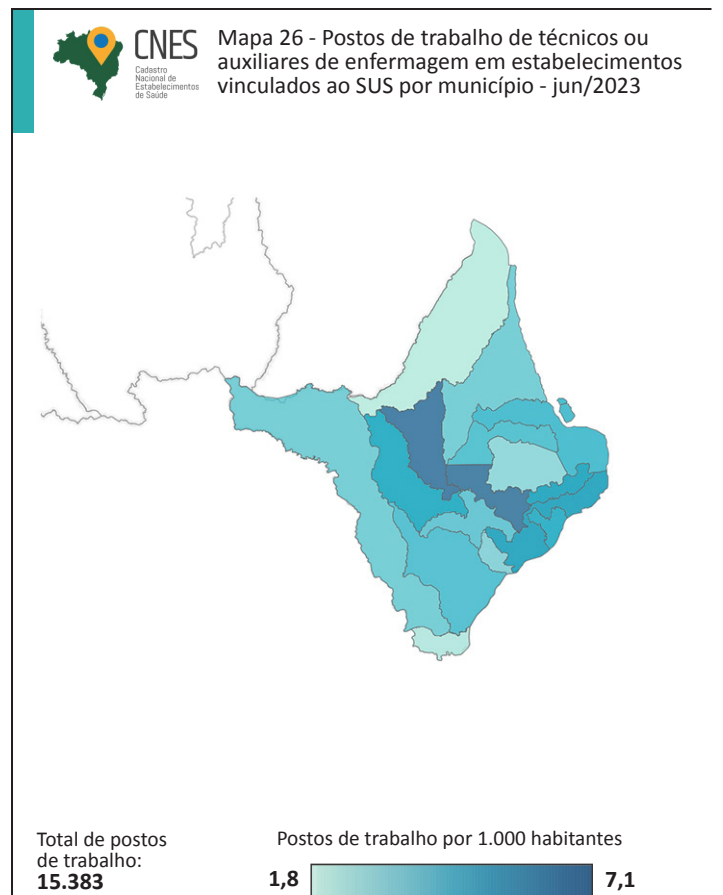 CNES
Cadastro
Nacional de
Estabelecimentos
de Saúde
Mapa 26 - Postos de trabalho de técnicos ou
auxiliares de enfermagem em estabelecimentos
vinculados ao SUS por município - jun/2023
Total de postos
de trabalho:
15.383
Postos de trabalho por 1.000 habitantes
1,8
7,1